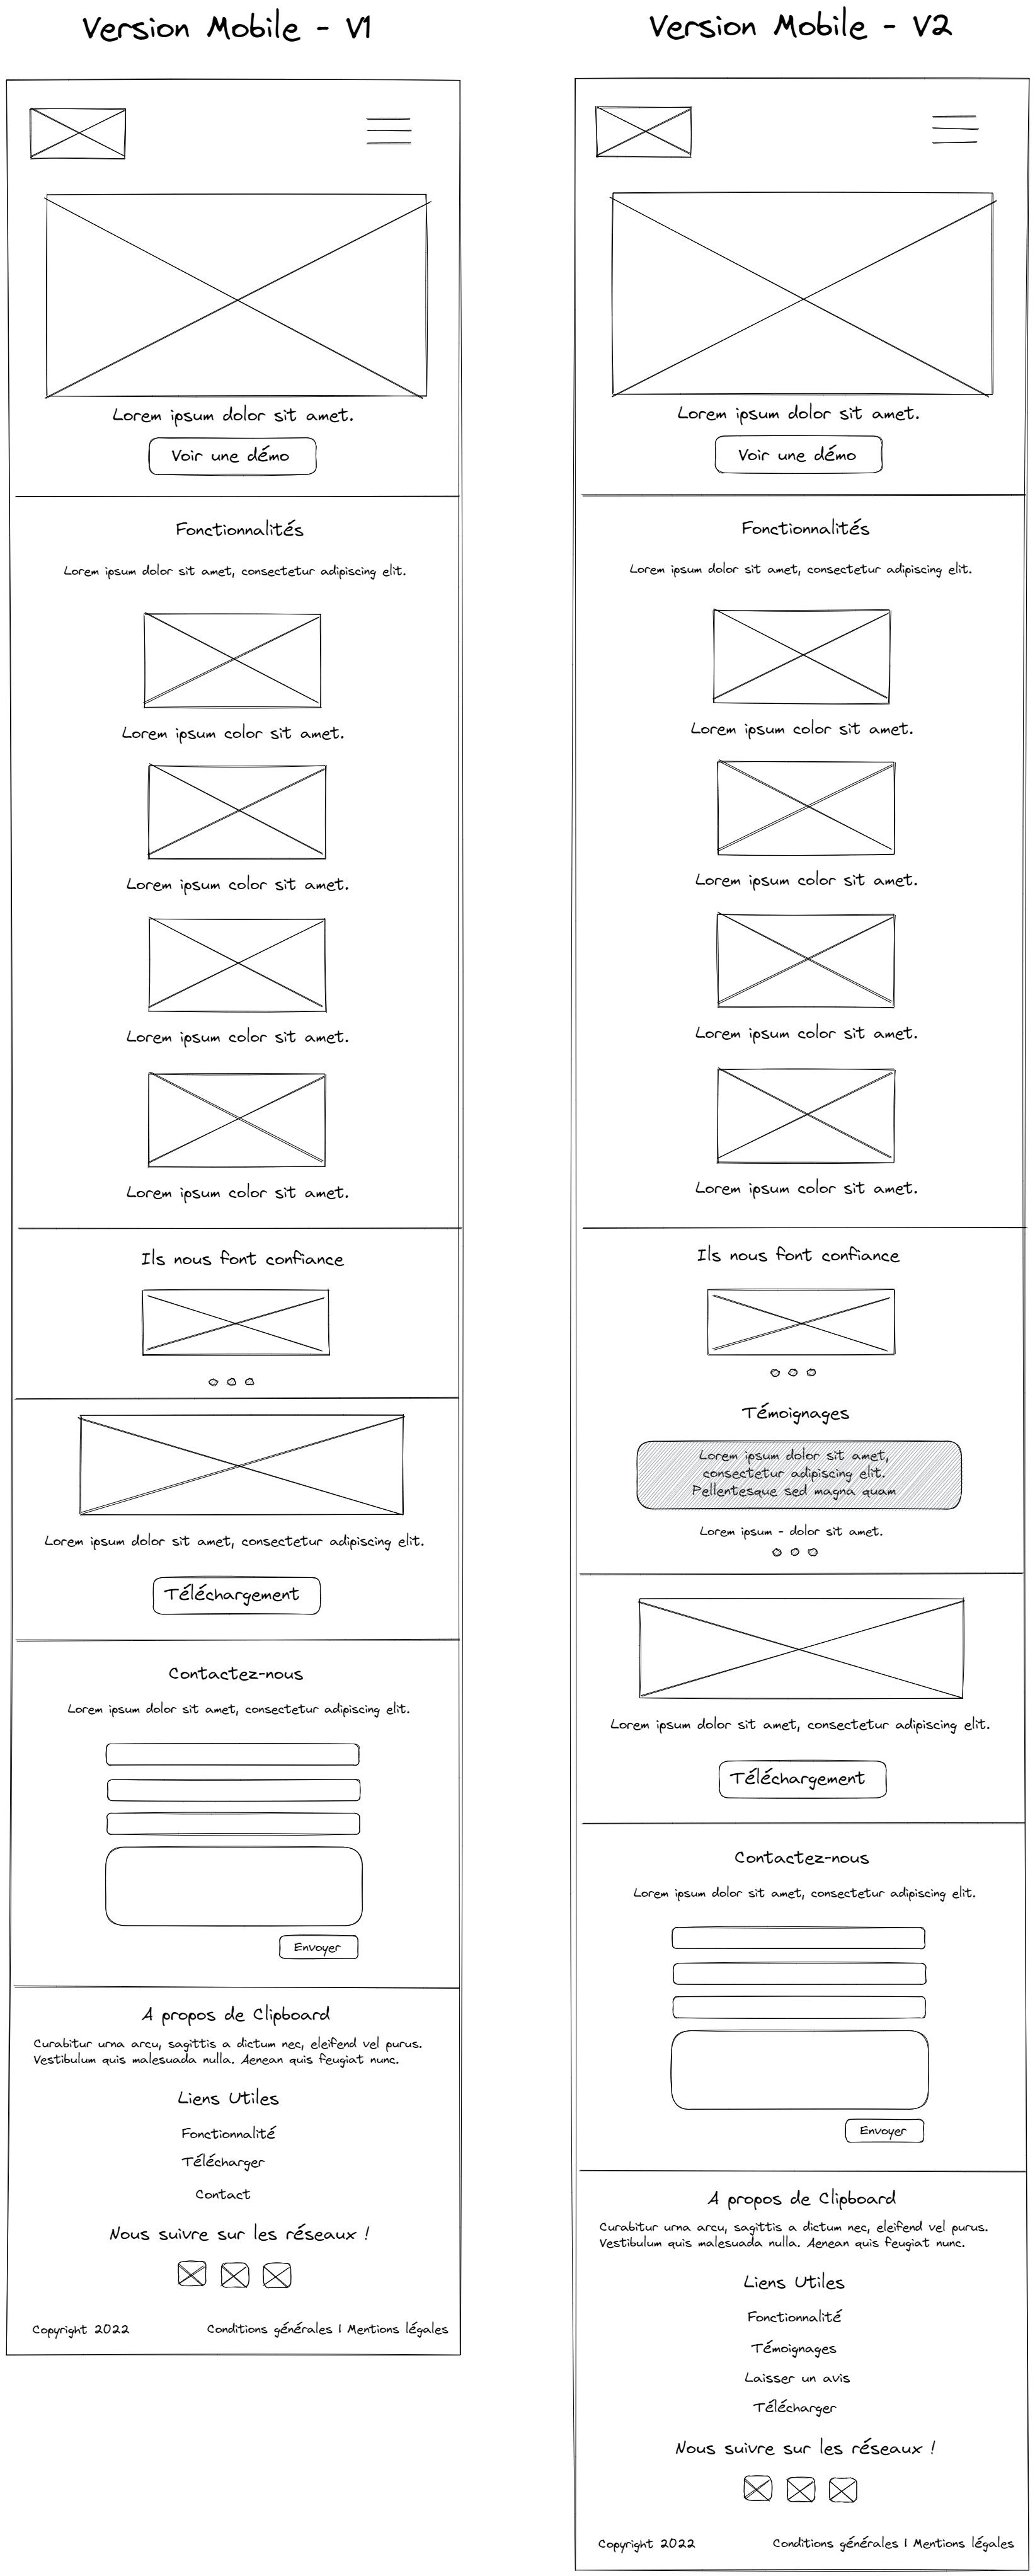 Version Mobile - V1
Lorem ipsum dolor sit amet.
Voir une démo
Fonctionnalités
Lorem ipsum dolor sit amet, consectetur adipiscing elit.
Lorem ipsum color sit amet.
Lorem ipsum color sit amet.
Lorem ipsum color sit amet.
Lorem ipsum color sit amet.
Ils nous font confiance
Lorem ipsum dolor sit amet, consectetur adipiscing elit.
Téléchargement
Contactez-nous
Lorem ipsum dolor sit amet, consectetur adipiscing elit.
Envoyer
A propos de Clipboard
Curabitur urna arcu, sagittis a dictum nec, eleifend vel purus.
Vestibulum quis malesuada nulla. Aenean quis feugiat nunc.
Liens Utiles
Fonctionnalité
Télécharger
Contact
Nous suivre sur les réseaux !
Copyright 2022
Conditions générales | Mentions légales
Version Mobile - V2
Lorem ipsum dolor sit amet.
Voir une démo
Fonctionnalités
Lorem ipsum dolor sit amet, consectetur adipiscing elit.
Lorem ipsum color sit amet.
Lorem ipsum color sit amet.
Lorem ipsum color sit amet.
Lorem ipsum color sit amet.
Ils nous font confiance
Témoignages
Lorem ipsum dolor sit amet,
consectetur adipiscing elit.
Pellentesque sed magna quam
Lorem ipsum - dolor sit amet.
Lorem ipsum dolor sit amet, consectetur adipiscing elit.
Téléchargement
Contactez-nous
Lorem ipsum dolor sit amet, consectetur adipiscing elit.
Envoyer
A propos de Clipboard
Curabitur urna arcu, sagittis a dictum nec, eleifend vel purus.
Vestibulum quis malesuada nulla. Aenean quis feugiat nunc.
Liens Utiles
Fonctionnalité
Témoignages
Laisser un avis
Télécharger
Nous suivre sur les réseaux !
Copyright 2022
Conditions générales | Mentions légales